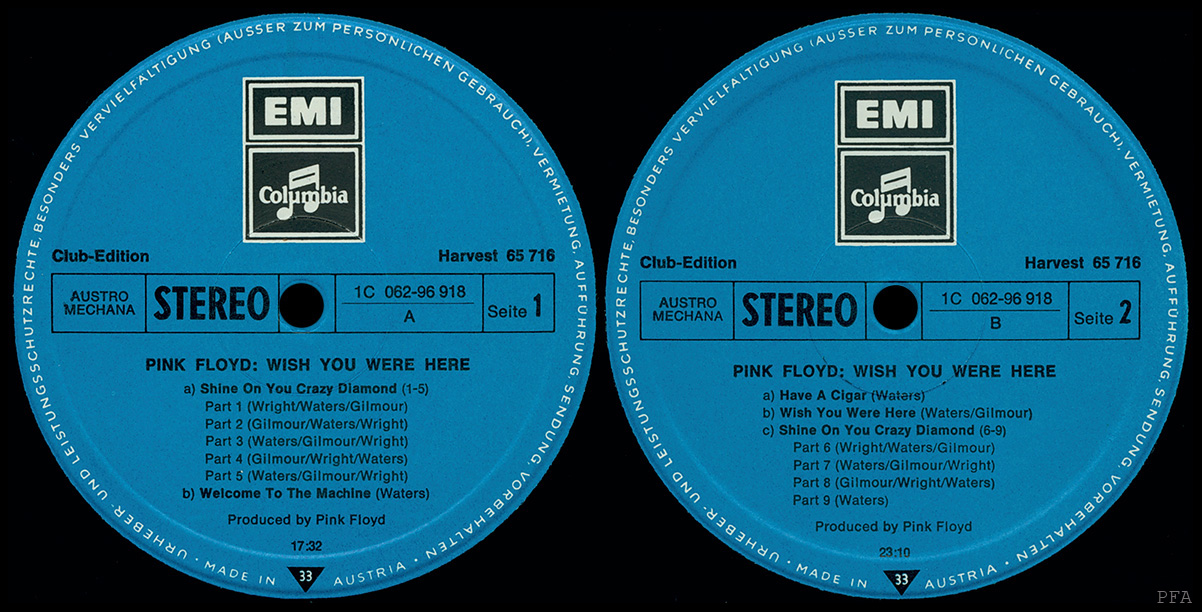 URHEBER- UND LEISTUNGSSCHUTZRECHTE, BESONDERS VERVIELFÄLTIGUNG (AUSSER ZUM PERSÖNLICHEN GEBRAUCH), VERMIETUNG, AUFFÜHRUNG, SENDUNG, VORBEHALTEN
EMI
Columbia
Club-Edition Harvest 65 716
AUSTRO
MECHANA
STEREO
1C 062-96 918
A
Seite 1
PINK FLOYD: WISH YOU WERE HERE
a) Shine On You Crazy Diamond (1-5)
Part 1 (Wright/Waters/Gilmour)
Part 2 (Gilmour/Waters/Wright)
Part 3 (Waters/Gilmour/Wright)
Part 4 (Gilmour/Wright/Waters)
Part 5 (Waters/Gilmour/Wright)
b) Welcome To The Machine (Waters)
Produced by Pink Floyd
17:32
MADE IN 33 AUSTRIA
URHEBER- UND LEISTUNGSSCHUTZRECHTE, BESONDERS VERVIELFÄLTIGUNG (AUSSER ZUM PERSÖNLICHEN GEBRAUCH), VERMIETUNG, AUFFÜHRUNG, SENDUNG, VORBEHALTEN
EMI
Columbia
Club-Edition Harvest 65 716
AUSTRO
MECHANA
STEREO
1C 062-96 918
B
Seite 2
PINK FLOYD: WISH YOU WERE HERE
a) Have A Cigar (Waters)
b) Wish You Were Here (Waters/Gilmour)
c) Shine On You Crazy Diamond (6-9)
Part 6 (Wright/Waters/Gilmour)
Part 7 (Waters/Gilmour/Wright)
Part 8 (Gilmour/Wright/Waters)
Part 9 (Waters)
Produced by Pink Floyd
23:10
MADE IN 33 AUSTRIA
PFA